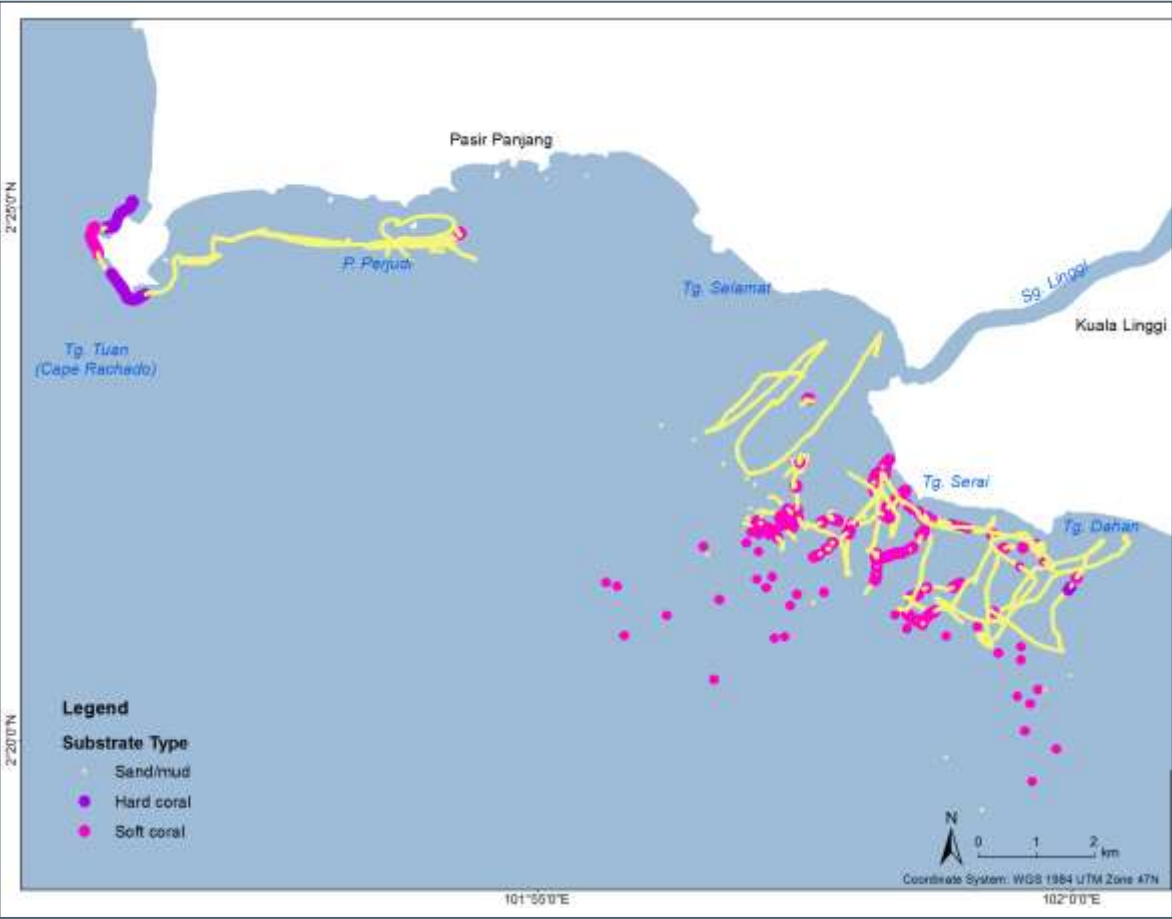 Pasir Panjang
2°25'0"N
P. Perjudi
Tg. Selamat
Sg. Linggi
Kuala Linggi
Tg. Tuan
(Cape Rachado)
Tg. Serai
Tg. Dahan
Legend
Substrate Type
Sand/mud
Hard coral
Soft coral
2°20'0"N
N
0 1 2
km
Coordinate System: WGS 1984 UTM Zone 47N
101°55'0"E
102°0'0"E